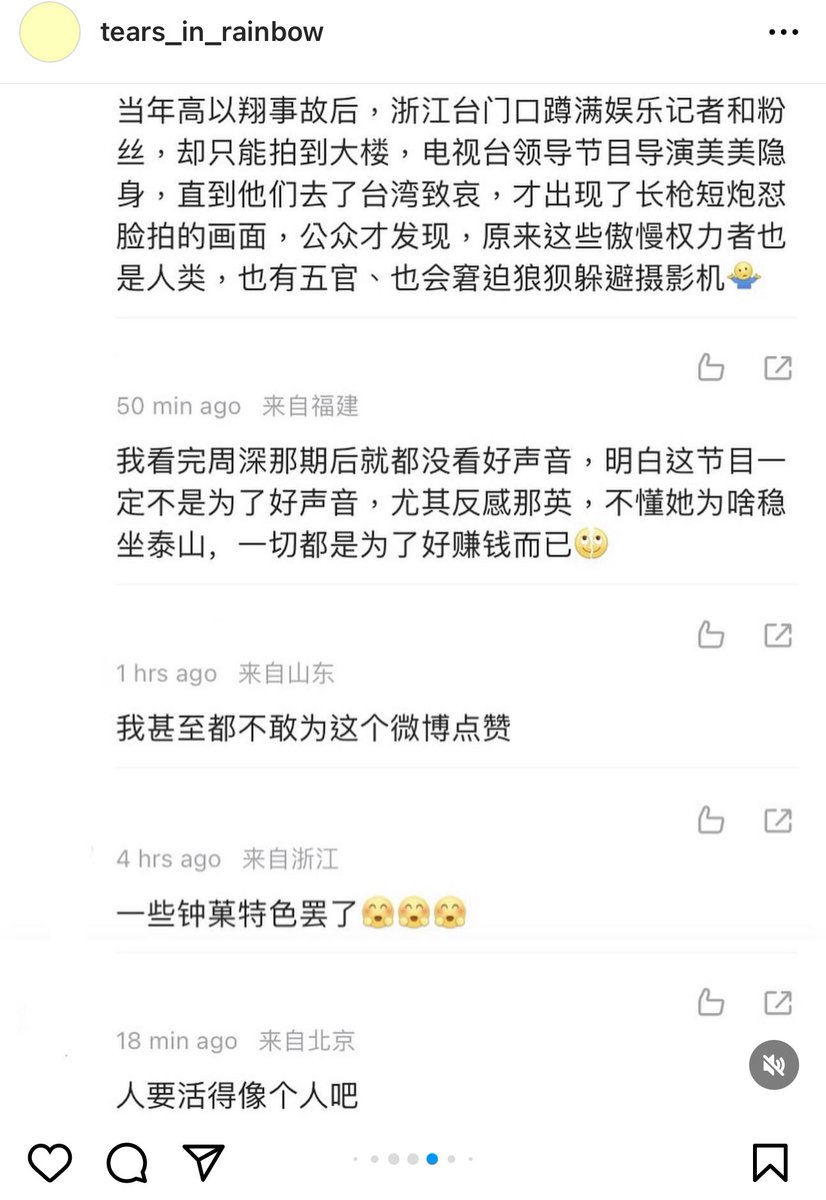 tears_in_rainbow
当年高以翔事故后，浙江台门口蹲满娱乐记者和粉
丝，却只能拍到大楼，电视台领导节目导演美美隐
身，直到他们去了台湾致哀，才出现了长枪短炮怼
脸拍的画面，公众才发现，原来这些傲慢权力者也
是人类，也有五官、也会窘迫狼狈躲避摄影机🤷
50 min ago 来自福建
我看完周深那期后就都没看好声音，明白这节目一
定不是为了好声音，尤其反感那英，不懂她为啥稳
坐泰山，一切都是为了好赚钱而已
1 hrs ago 来自山东
我甚至都不敢为这个微博点赞
4 hrs ago 来自浙江
一些钟菓特色罢了🤗🤗🤗
18 min ago 来自北京
人要活得像个人吧